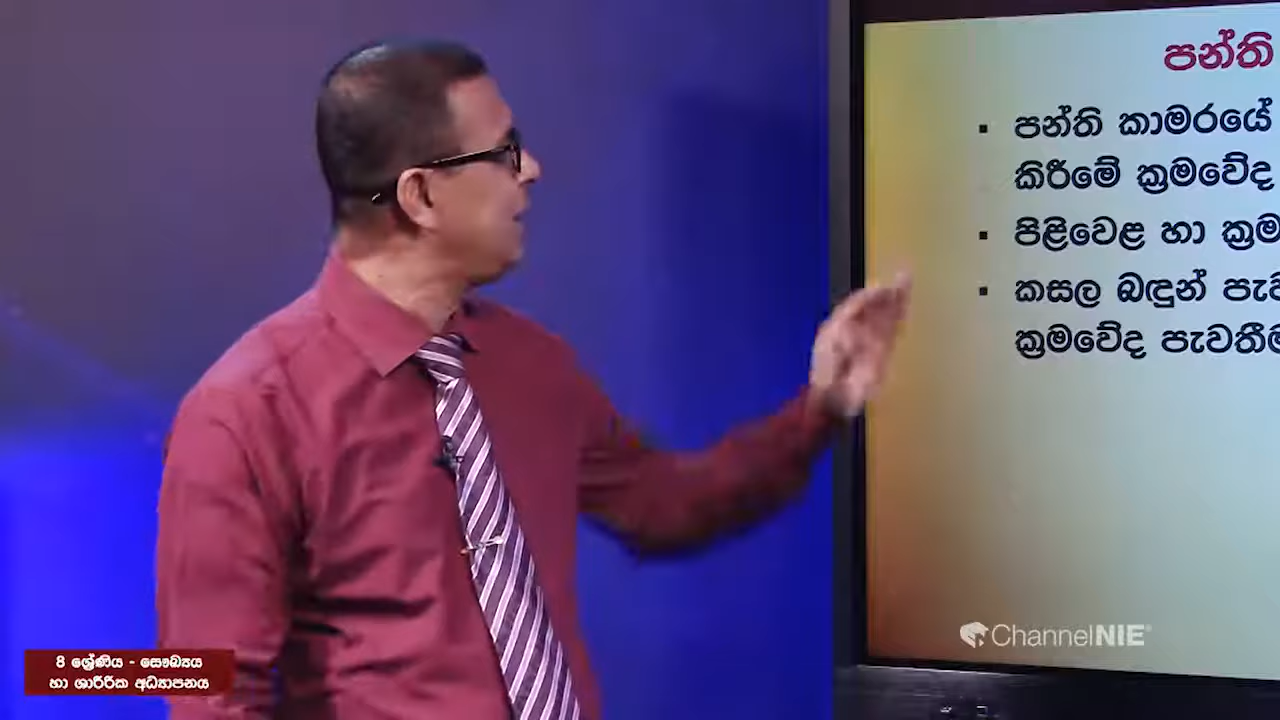 පන්ති
▪ පන්ති කාමරයේ
කිරීමේ ක්‍රමවේද
▪ පිළිවෙළ හා ක්‍රම
▪ කසල බඳුන් පැව
ක්‍රමවේද පැවතීම
ChannelNIE
8 ශ්‍රේණිය - සෞඛ්‍යය
හා ශාරීරික අධ්‍යාපනය